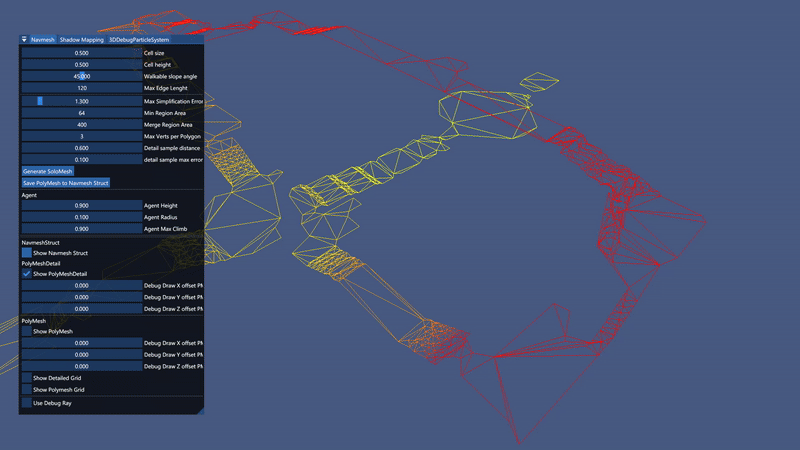 Navmesh Shadow Mapping 3DDebugParticleSystem
0.500 Cell size
0.500 Cell height
45.000 Walkable slope angle
120 Max Edge Lenght
1.300 Max Simplification Error
64 Min Region Area
400 Merge Region Area
3 Max Verts per Polygon
0.600 Detail sample distance
0.100 detail sample max error
Generate SoloMesh
Save PolyMesh to Navmesh Struct
Agent
0.900 Agent Height
0.100 Agent Radius
0.900 Agent Max Climb
NavmeshStruct
Show Navmesh Struct
PolyMeshDetail
Show PolyMeshDetail
0.000 Debug Draw X offset PM
0.000 Debug Draw Y offset PM
0.000 Debug Draw Z offset PM
PolyMesh
Show PolyMesh
0.000 Debug Draw X offset PM
0.000 Debug Draw Y offset PM
0.000 Debug Draw Z offset PM
Show Detailed Grid
Show Polymesh Grid
Use Debug Ray